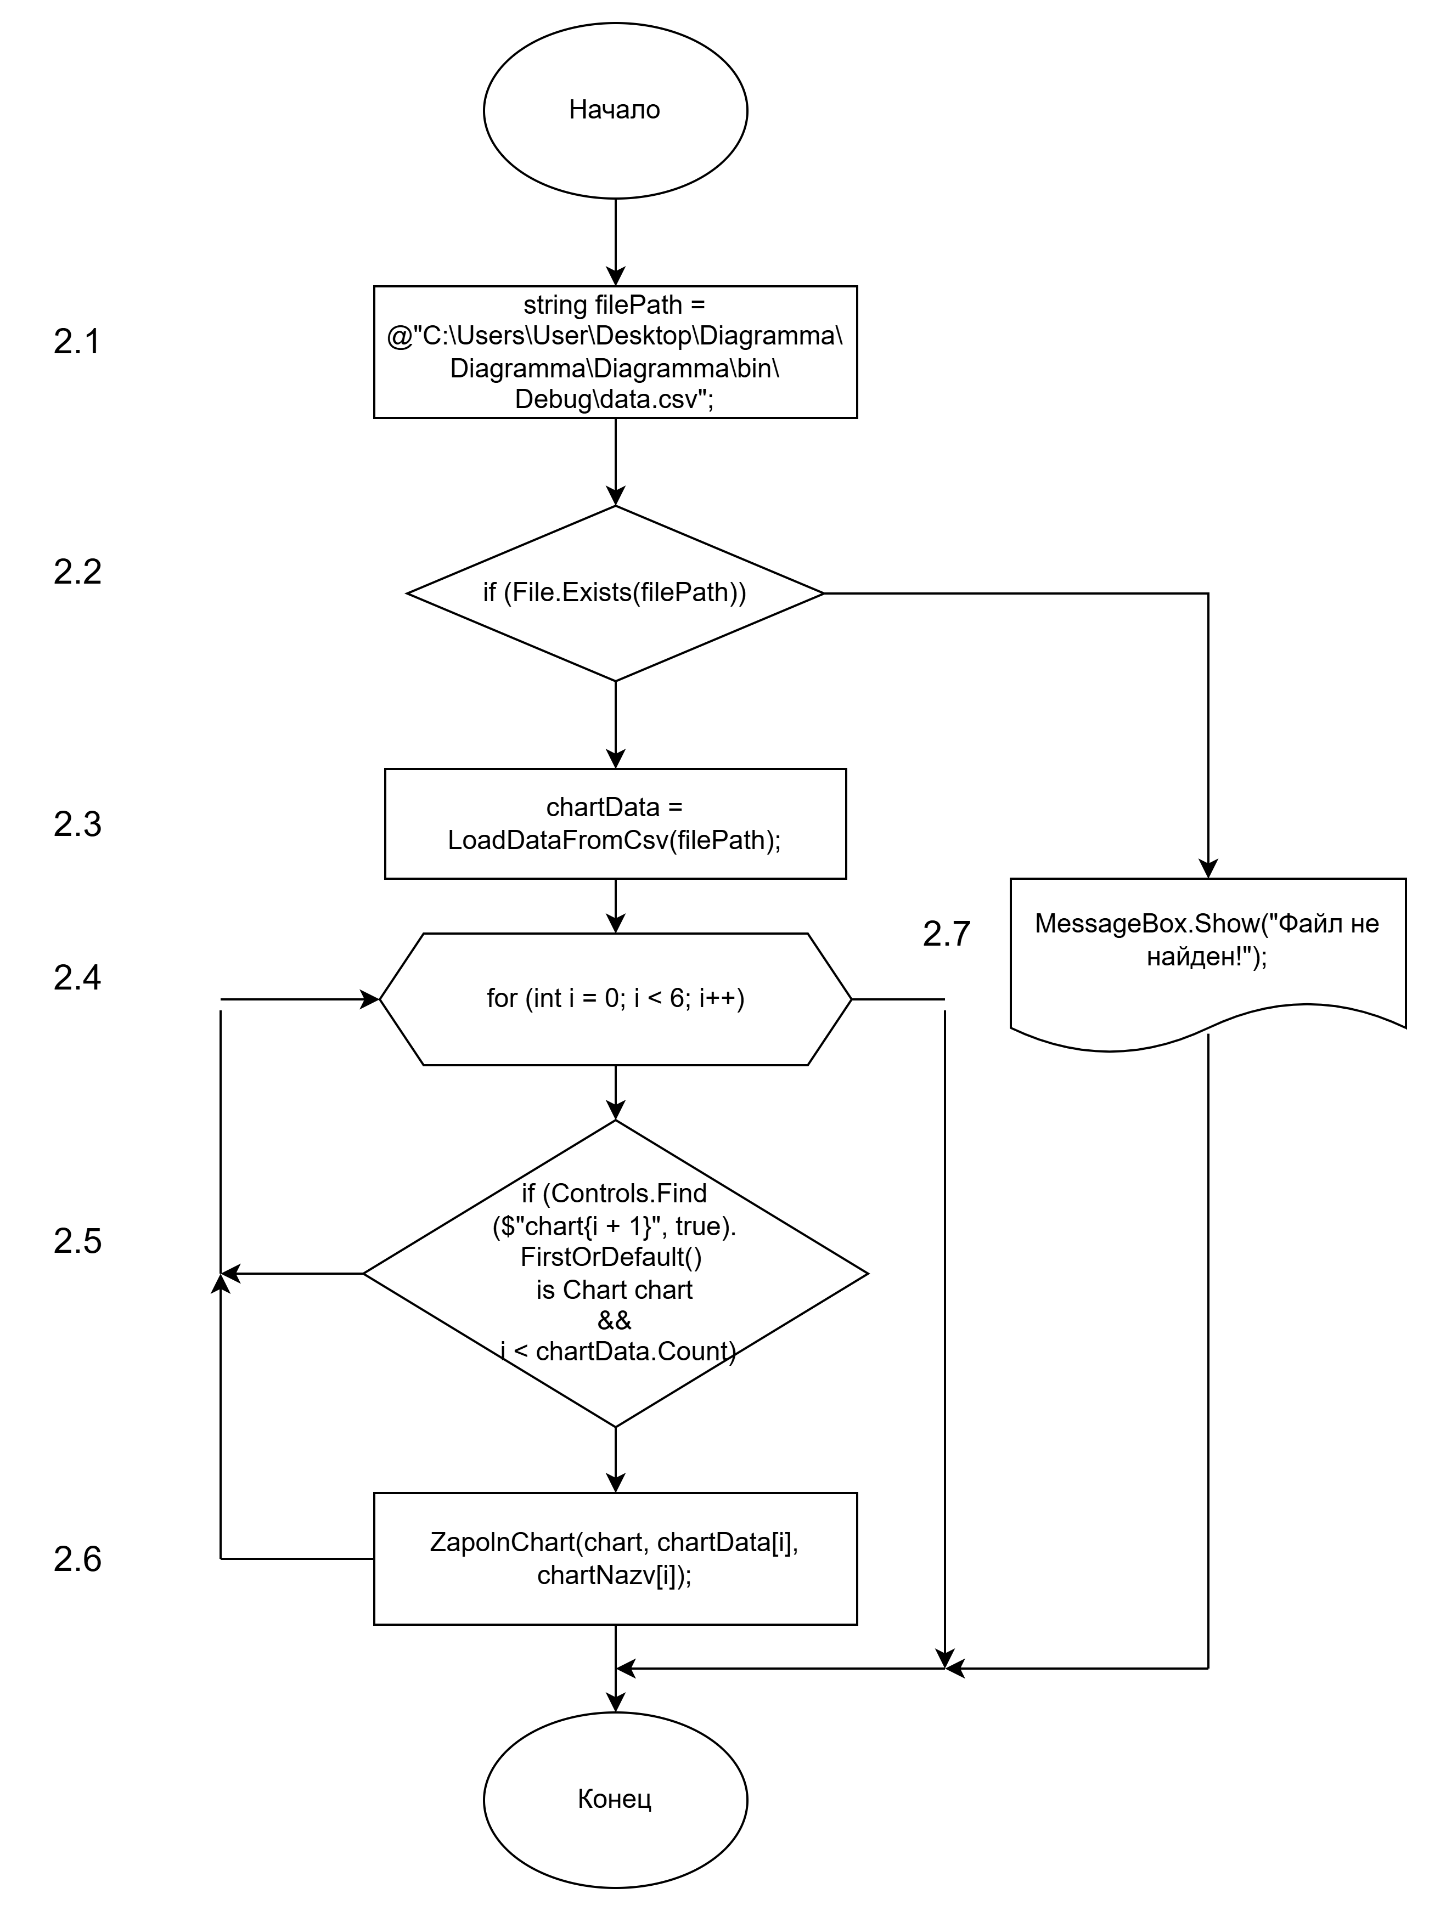 Начало
2.1
string filePath =
@"C:\Users\User\Desktop\Diagramma\
Diagramma\Diagramma\bin\
Debug\data.csv";
2.2
if (File.Exists(filePath))
2.3
chartData =
LoadDataFromCsv(filePath);
2.7
MessageBox.Show("Файл не
найден!");
2.4
for (int i = 0; i < 6; i++)
2.5
if (Controls.Find
($"chart{i + 1}", true).
FirstOrDefault()
is Chart chart
&&
i < chartData.Count)
2.6
ZapolnChart(chart, chartData[i],
chartNazv[i]);
Конец